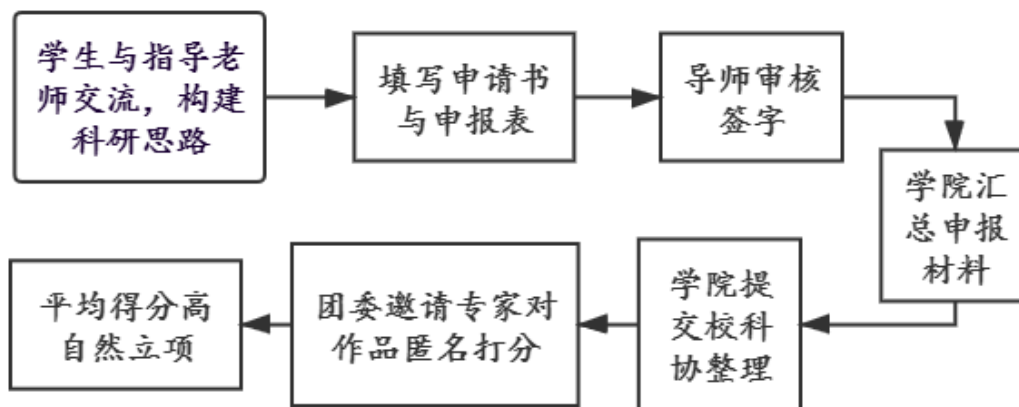 学生与指导老
师交流，构建
科研思路
填写申请书
与申报表
导师审核
签字
学院汇
总申报
材料
学院提
交校科
协整理
团委邀请专家对
作品匿名打分
平均得分高
自然立项